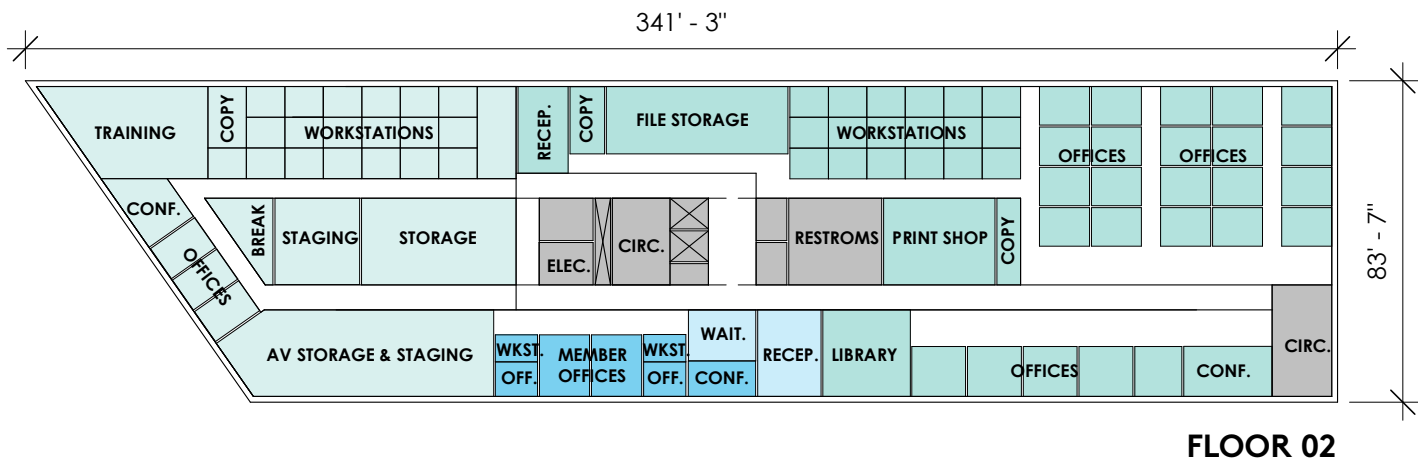 341' - 3"
TRAINING
COPY
WORKSTATIONS
RECEP.
COPY
FILE STORAGE
WORKSTATIONS
OFFICES
OFFICES
CONF.
OFFICES
BREAK
STAGING
STORAGE
ELEC.
CIRC.
RESTROMS
PRINT SHOP
COPY
83' - 7"
AV STORAGE & STAGING
WKST.
OFF.
MEMBER
OFFICES
WKST.
OFF.
WAIT.
CONF.
RECEP.
LIBRARY
OFFICES
CONF.
CIRC.
FLOOR 02